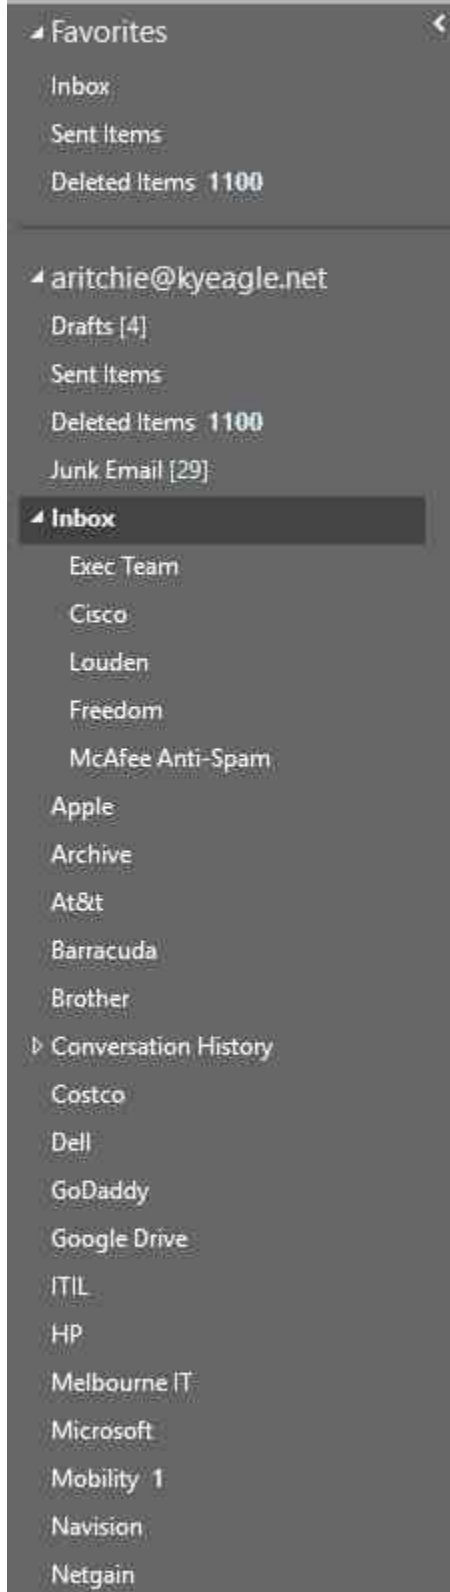 Favorites
Inbox
Sent Items
Deleted Items 1100
aritchie@kyeagle.net
Drafts [4]
Sent Items
Deleted Items 1100
Junk Email [29]
Inbox
Exec Team
Cisco
Louden
Freedom
McAfee Anti-Spam
Apple
Archive
At&t
Barracuda
Brother
Conversation History
Costco
Dell
GoDaddy
Google Drive
ITIL
HP
Melbourne IT
Microsoft
Mobility 1
Navision
Netgain